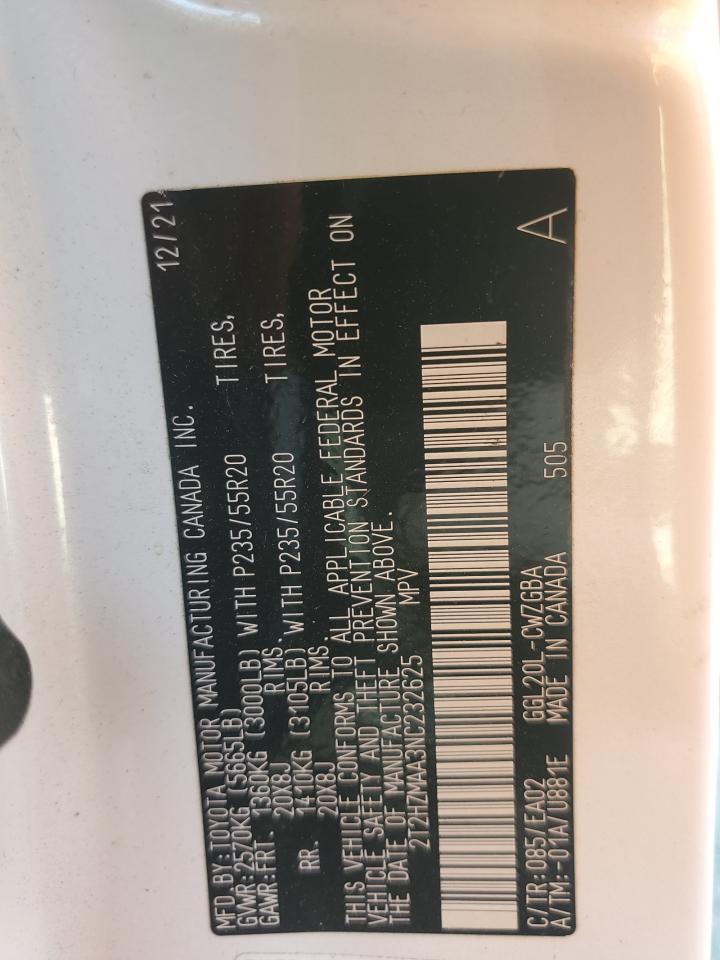 MFD. BY: TOYOTA MOTOR MANUFACTURING CANADA INC. 12/21
GVWR: 2570KG (5665LB)
GAWR: FRT. 1360KG (3000LB) WITH P235/55R20 TIRES,
20X8J RIMS.
RR. 1410KG (3105LB) WITH P235/55R20 TIRES,
20X8J RIMS.
THIS VEHICLE CONFORMS TO ALL APPLICABLE FEDERAL MOTOR
VEHICLE SAFETY AND THEFT PREVENTION STANDARDS IN EFFECT ON
THE DATE OF MANUFACTURE SHOWN ABOVE.
2T2HZMAA3NC232625 MPV
C/TR: 085/EA02 GGL20L-CWZGBA
A/TM: -01A/U881E MADE IN CANADA 505 A